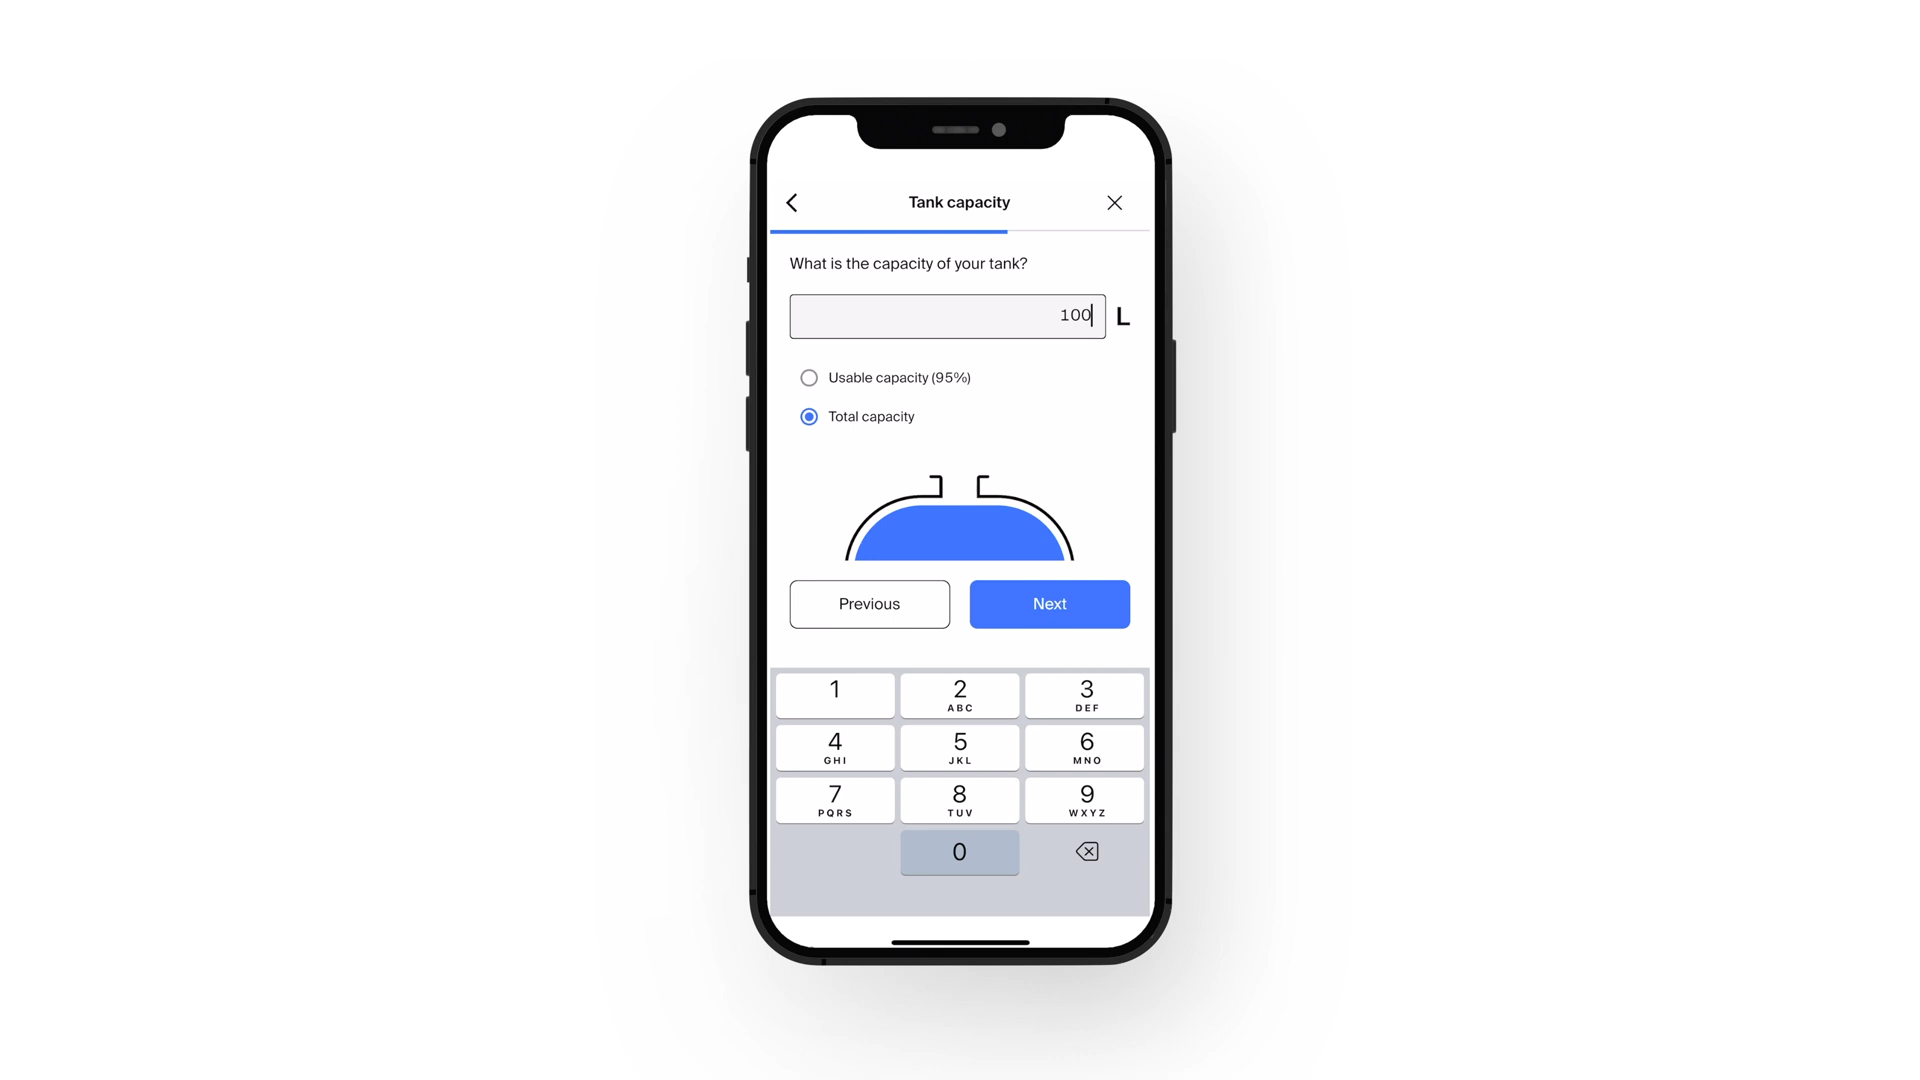 Tank capacity
What is the capacity of your tank?
100 L
Usable capacity (95%)
Total capacity
Previous Next
1 2 3
ABC DEF
4 5 6
GHI JKL MNO
7 8 9
PQRS TUV WXYZ
0